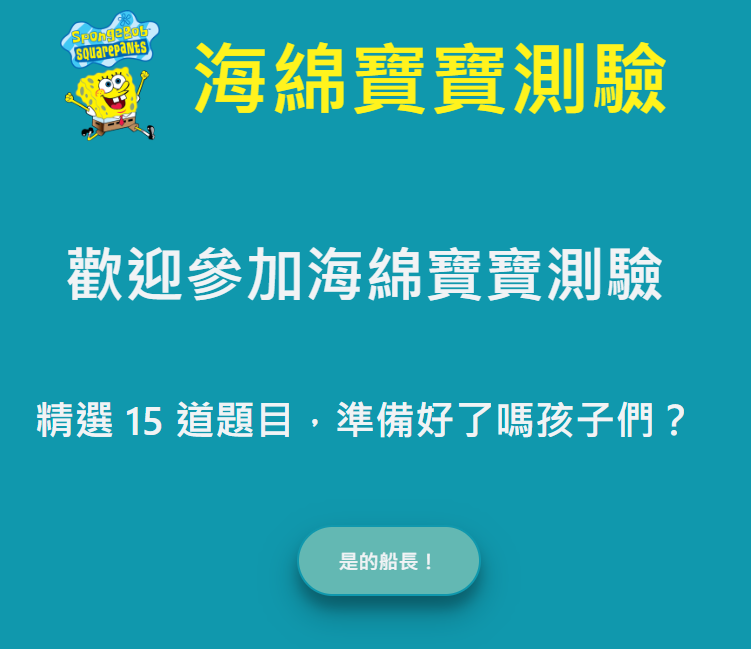 SpongeBob
SQUAREPANTS
海綿寶寶測驗
歡迎參加海綿寶寶測驗
精選 15 道題目，準備好了嗎孩子們？
是的船長！